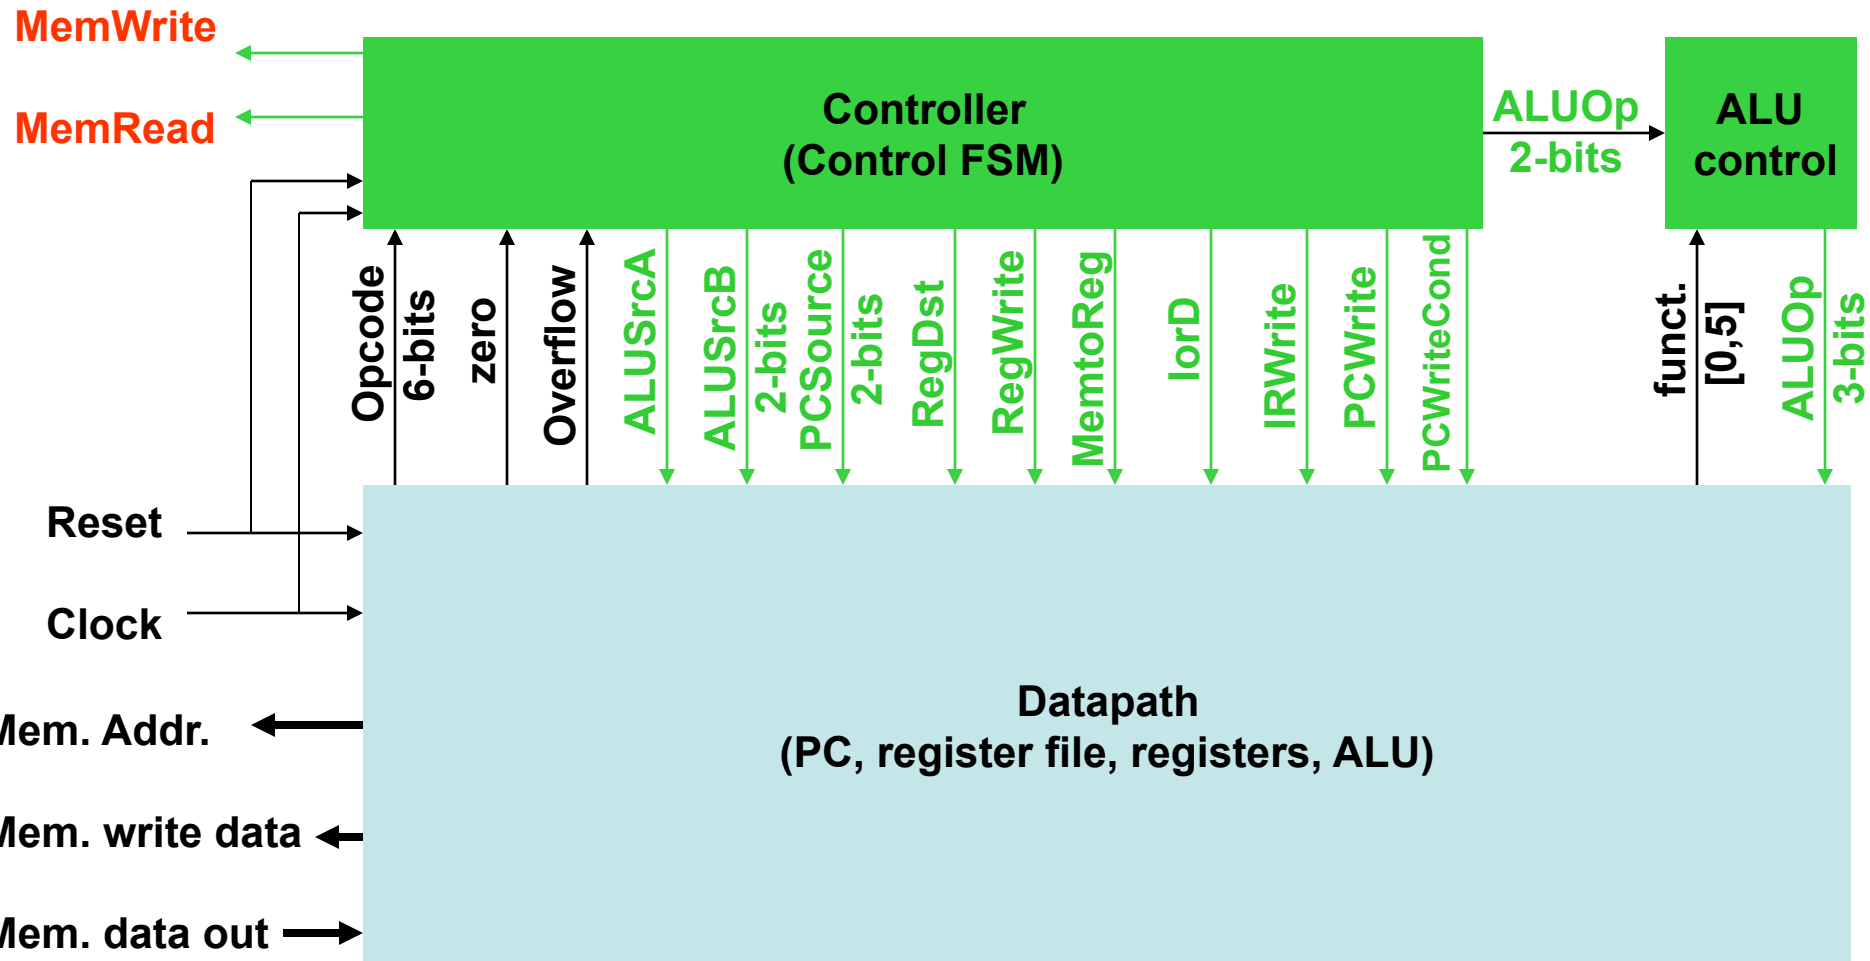 MemWrite
MemRead
Controller
(Control FSM)
ALUOp
2-bits
ALU
control
Opcode
6-bits
zero
Overflow
ALUSrcA
ALUSrcB
2-bits
PCSource
2-bits
RegDst
RegWrite
MemtoReg
IorD
IRWrite
PCWrite
PCWriteCond
funct.
[0,5]
ALUOp
3-bits
Reset
Clock
Mem. Addr.
Mem. write data
Mem. data out
Datapath
(PC, register file, registers, ALU)